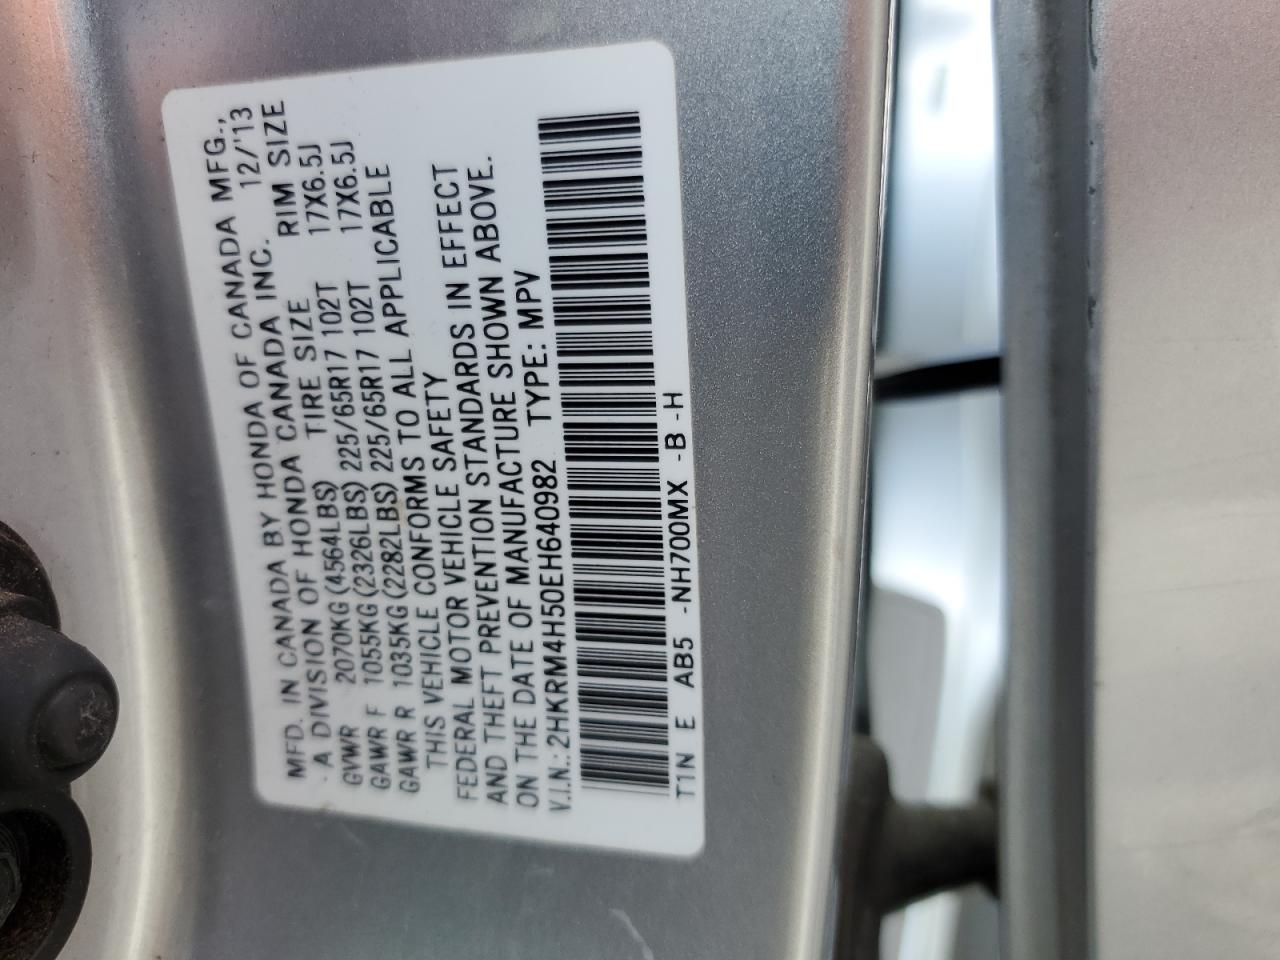 MFD. IN CANADA BY HONDA OF CANADA MFG.,
A DIVISION OF HONDA CANADA INC. 12/'13
TIRE SIZE RIM SIZE
GVWR 2070KG(4564LBS)
GAWR F 1055KG(2326LBS) 225/65R17 102T 17X6.5J
GAWR R 1035KG(2282LBS) 225/65R17 102T 17X6.5J
THIS VEHICLE CONFORMS TO ALL APPLICABLE
FEDERAL MOTOR VEHICLE SAFETY
AND THEFT PREVENTION STANDARDS IN EFFECT
ON THE DATE OF MANUFACTURE SHOWN ABOVE.
V.I.N.: 2HKRM4H50EH640982 TYPE: MPV
T1N E AB5 -NH700MX -B -H